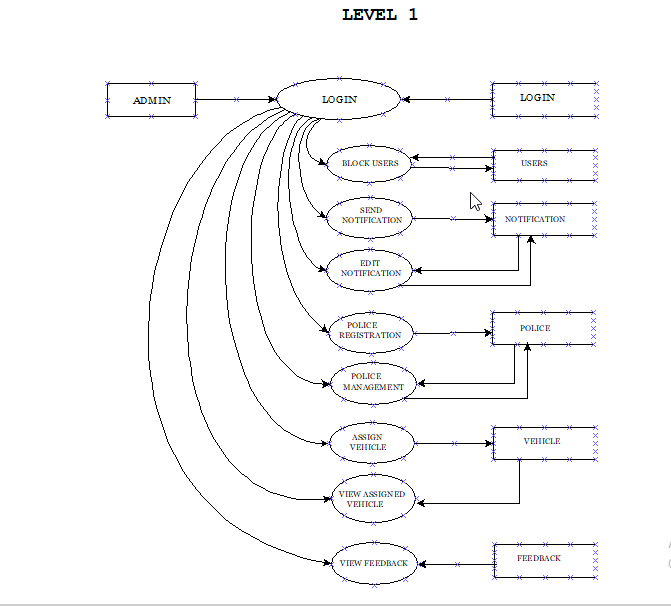 LEVEL 1
ADMIN
LOGIN
LOGIN
BLOCK USERS
USERS
SEND
NOTIFICATION
NOTIFICATION
EDIT
NOTIFICATION
POLICE
REGISTRATION
POLICE
POLICE
MANAGEMENT
ASSIGN
VEHICLE
VEHICLE
VIEW ASSIGNED
VEHICLE
VIEW FEEDBACK
FEEDBACK